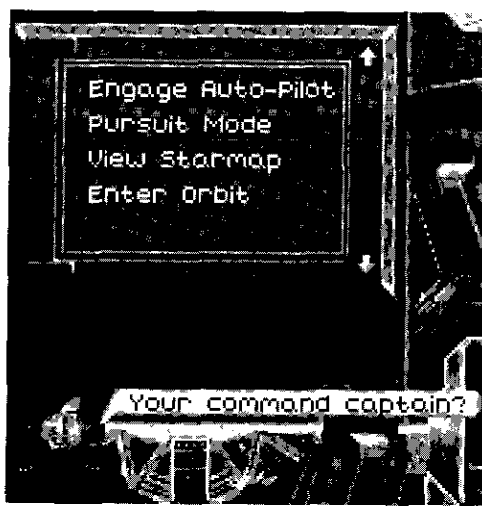 Engage Auto-Pilot
Pursuit Mode
View Starmap
Enter Orbit
Your command captain?